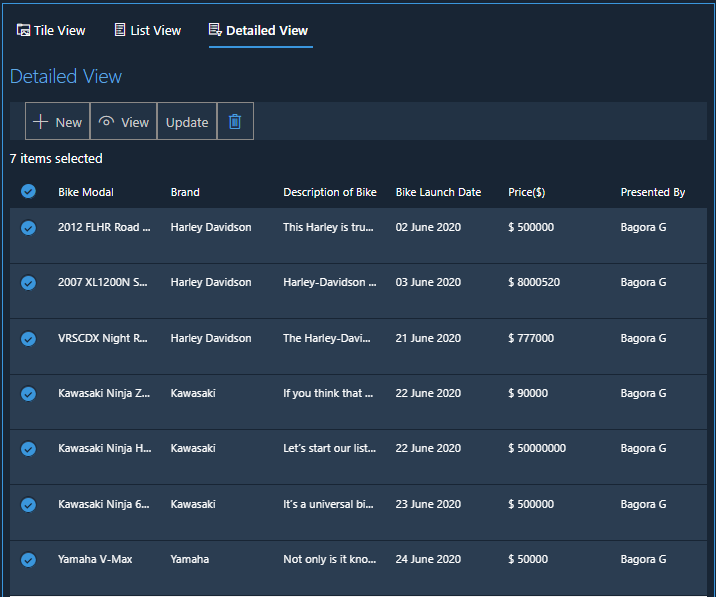 Tile View List View Detailed View
Detailed View
New View Update
7 items selected
Bike Modal Brand Description of Bike Bike Launch Date Price($) Presented By
2012 FLHR Road ... Harley Davidson This Harley is tru... 02 June 2020 $ 500000 Bagora G
2007 XL1200N S... Harley Davidson Harley-Davidson ... 03 June 2020 $ 8000520 Bagora G
VRSCDX Night R... Harley Davidson The Harley-Davi... 21 June 2020 $ 777000 Bagora G
Kawasaki Ninja Z... Kawasaki If you think that ... 22 June 2020 $ 90000 Bagora G
Kawasaki Ninja H... Kawasaki Let's start our list... 22 June 2020 $ 50000000 Bagora G
Kawasaki Ninja 6... Kawasaki It's a universal bi... 23 June 2020 $ 500000 Bagora G
Yamaha V-Max Yamaha Not only is it kno... 24 June 2020 $ 50000 Bagora G